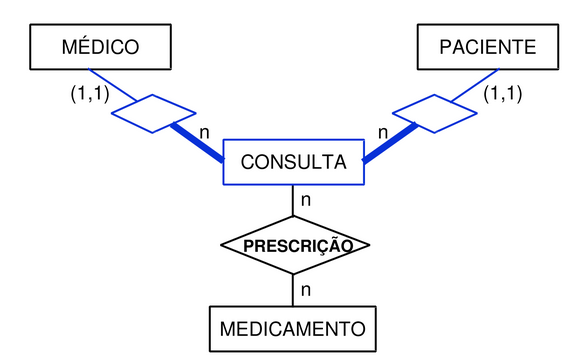 MÉDICO
PACIENTE
(1,1)
(1,1)
n
n
CONSULTA
n
PRESCRIÇÃO
n
MEDICAMENTO